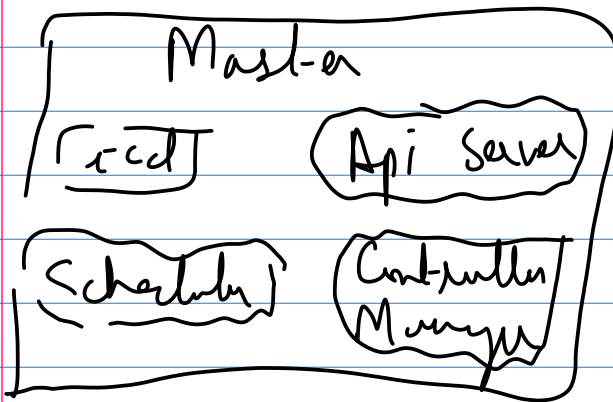 Master
etcd
Api Server
Scheduler
Controller
Manager